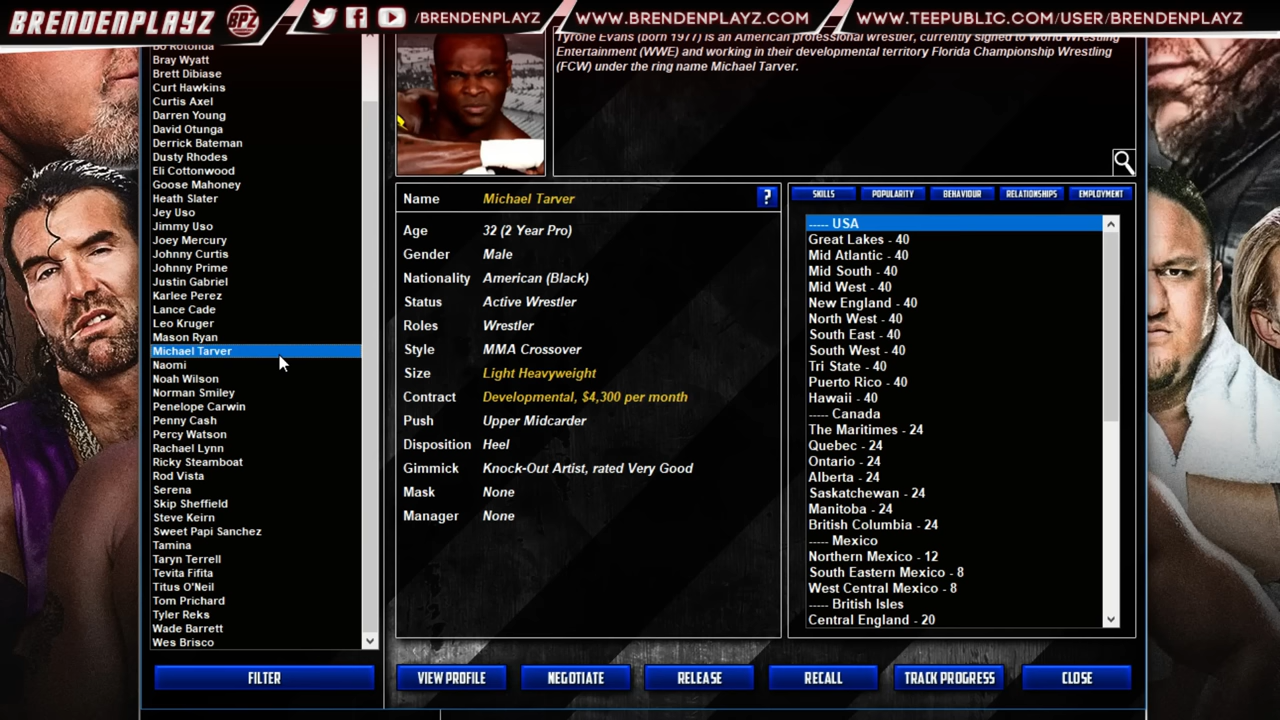 BRENDENPLAYZ BPZ /BRENDENPLAYZ WWW.BRENDENPLAYZ.COM WWW.TEEPUBLIC.COM/USER/BRENDENPLAYZ
Bo Rotonda
Bray Wyatt
Brett Dibiase
Curt Hawkins
Curtis Axel
Darren Young
David Otunga
Derrick Bateman
Dusty Rhodes
Eli Cottonwood
Goose Mahoney
Heath Slater
Jey Uso
Jimmy Uso
Joey Mercury
Johnny Curtis
Johnny Prime
Justin Gabriel
Karlee Perez
Lance Cade
Leo Kruger
Mason Ryan
Michael Tarver
Naomi
Noah Wilson
Norman Smiley
Penelope Carwin
Penny Cash
Percy Watson
Rachael Lynn
Ricky Steamboat
Rod Vista
Serena
Skip Sheffield
Steve Keirn
Sweet Papi Sanchez
Tamina
Taryn Terrell
Tevita Fifita
Titus O'Neil
Tom Prichard
Tyler Reks
Wade Barrett
Wes Brisco
FILTER
Tyrone Evans (born 1977) is an American professional wrestler, currently signed to World Wrestling
Entertainment (WWE) and working in their developmental territory Florida Championship Wrestling
(FCW) under the ring name Michael Tarver.
Name Michael Tarver ?
Age 32 (2 Year Pro)
Gender Male
Nationality American (Black)
Status Active Wrestler
Roles Wrestler
Style MMA Crossover
Size Light Heavyweight
Contract Developmental, $4,300 per month
Push Upper Midcarder
Disposition Heel
Gimmick Knock-Out Artist, rated Very Good
Mask None
Manager None
SKILLS POPULARITY BEHAVIOUR RELATIONSHIPS EMPLOYMENT
----- USA
Great Lakes - 40
Mid Atlantic - 40
Mid South - 40
Mid West - 40
New England - 40
North West - 40
South East - 40
South West - 40
Tri State - 40
Puerto Rico - 40
Hawaii - 40
----- Canada
The Maritimes - 24
Quebec - 24
Ontario - 24
Alberta - 24
Saskatchewan - 24
Manitoba - 24
British Columbia - 24
----- Mexico
Northern Mexico - 12
South Eastern Mexico - 8
West Central Mexico - 8
----- British Isles
Central England - 20
VIEW PROFILE NEGOTIATE RELEASE RECALL TRACK PROGRESS CLOSE